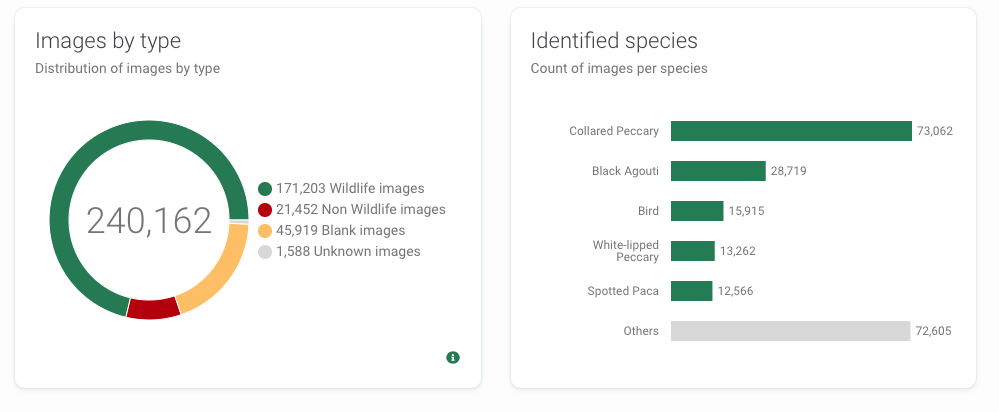 Images by type
Distribution of images by type
240,162
171,203 Wildlife images
21,452 Non Wildlife images
45,919 Blank images
1,588 Unknown images
Identified species
Count of images per species
Collared Peccary 73,062
Black Agouti 28,719
Bird 15,915
White-lipped
Peccary 13,262
Spotted Paca 12,566
Others 72,605